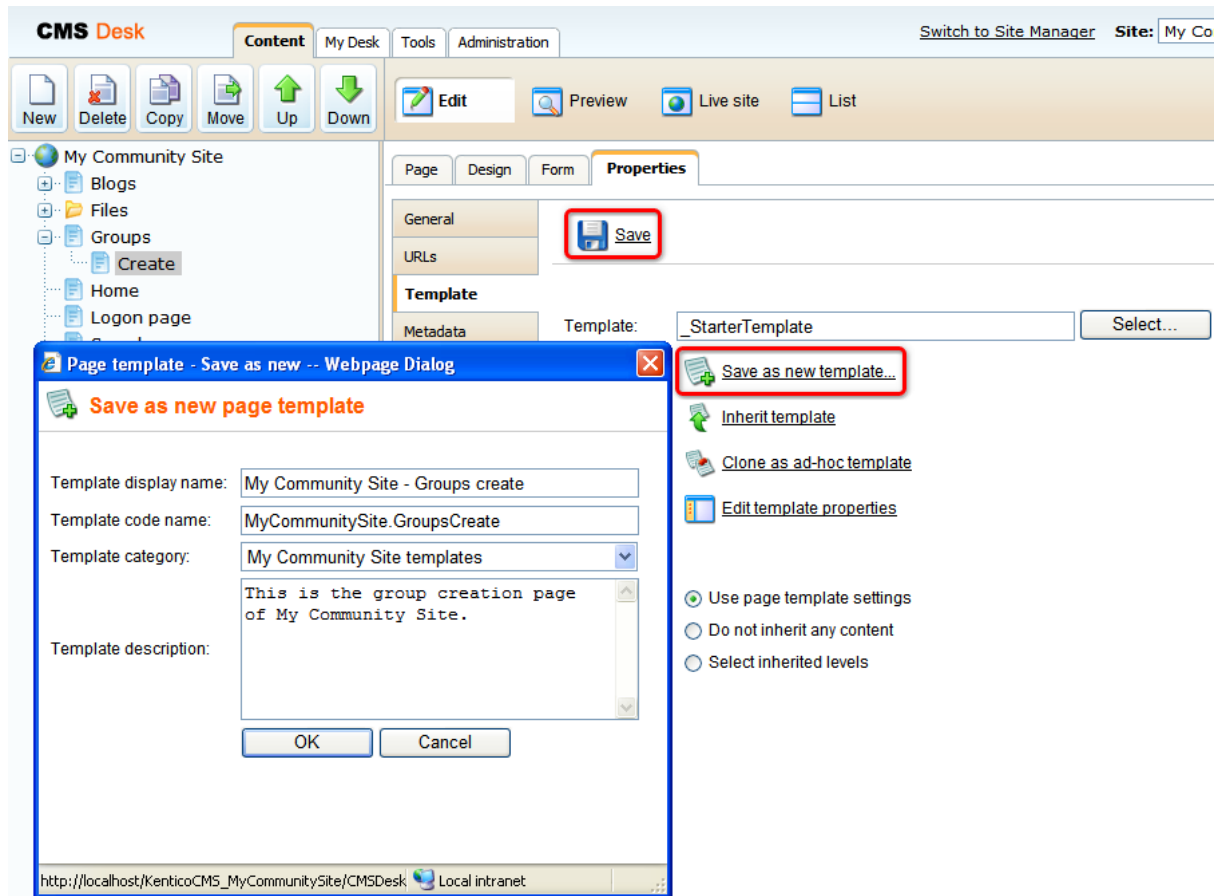 CMS Desk
Content
My Desk
Tools
Administration
Switch to Site Manager
Site:
My Co
New
Delete
Copy
Move
Up
Down
Edit
Preview
Live site
List
My Community Site
Blogs
Files
Groups
Create
Home
Logon page
Page
Design
Form
Properties
General
URLs
Template
Metadata
Save
Template:
_StarterTemplate
Select...
Save as new template...
Inherit template
Clone as ad-hoc template
Edit template properties
Use page template settings
Do not inherit any content
Select inherited levels
Page template - Save as new -- Webpage Dialog
Save as new page template
Template display name:
My Community Site - Groups create
Template code name:
MyCommunitySite.GroupsCreate
Template category:
My Community Site templates
Template description:
This is the group creation page
of My Community Site.
OK
Cancel
http://localhost/KenticoCMS_MyCommunitySite/CMSDesk
Local intranet